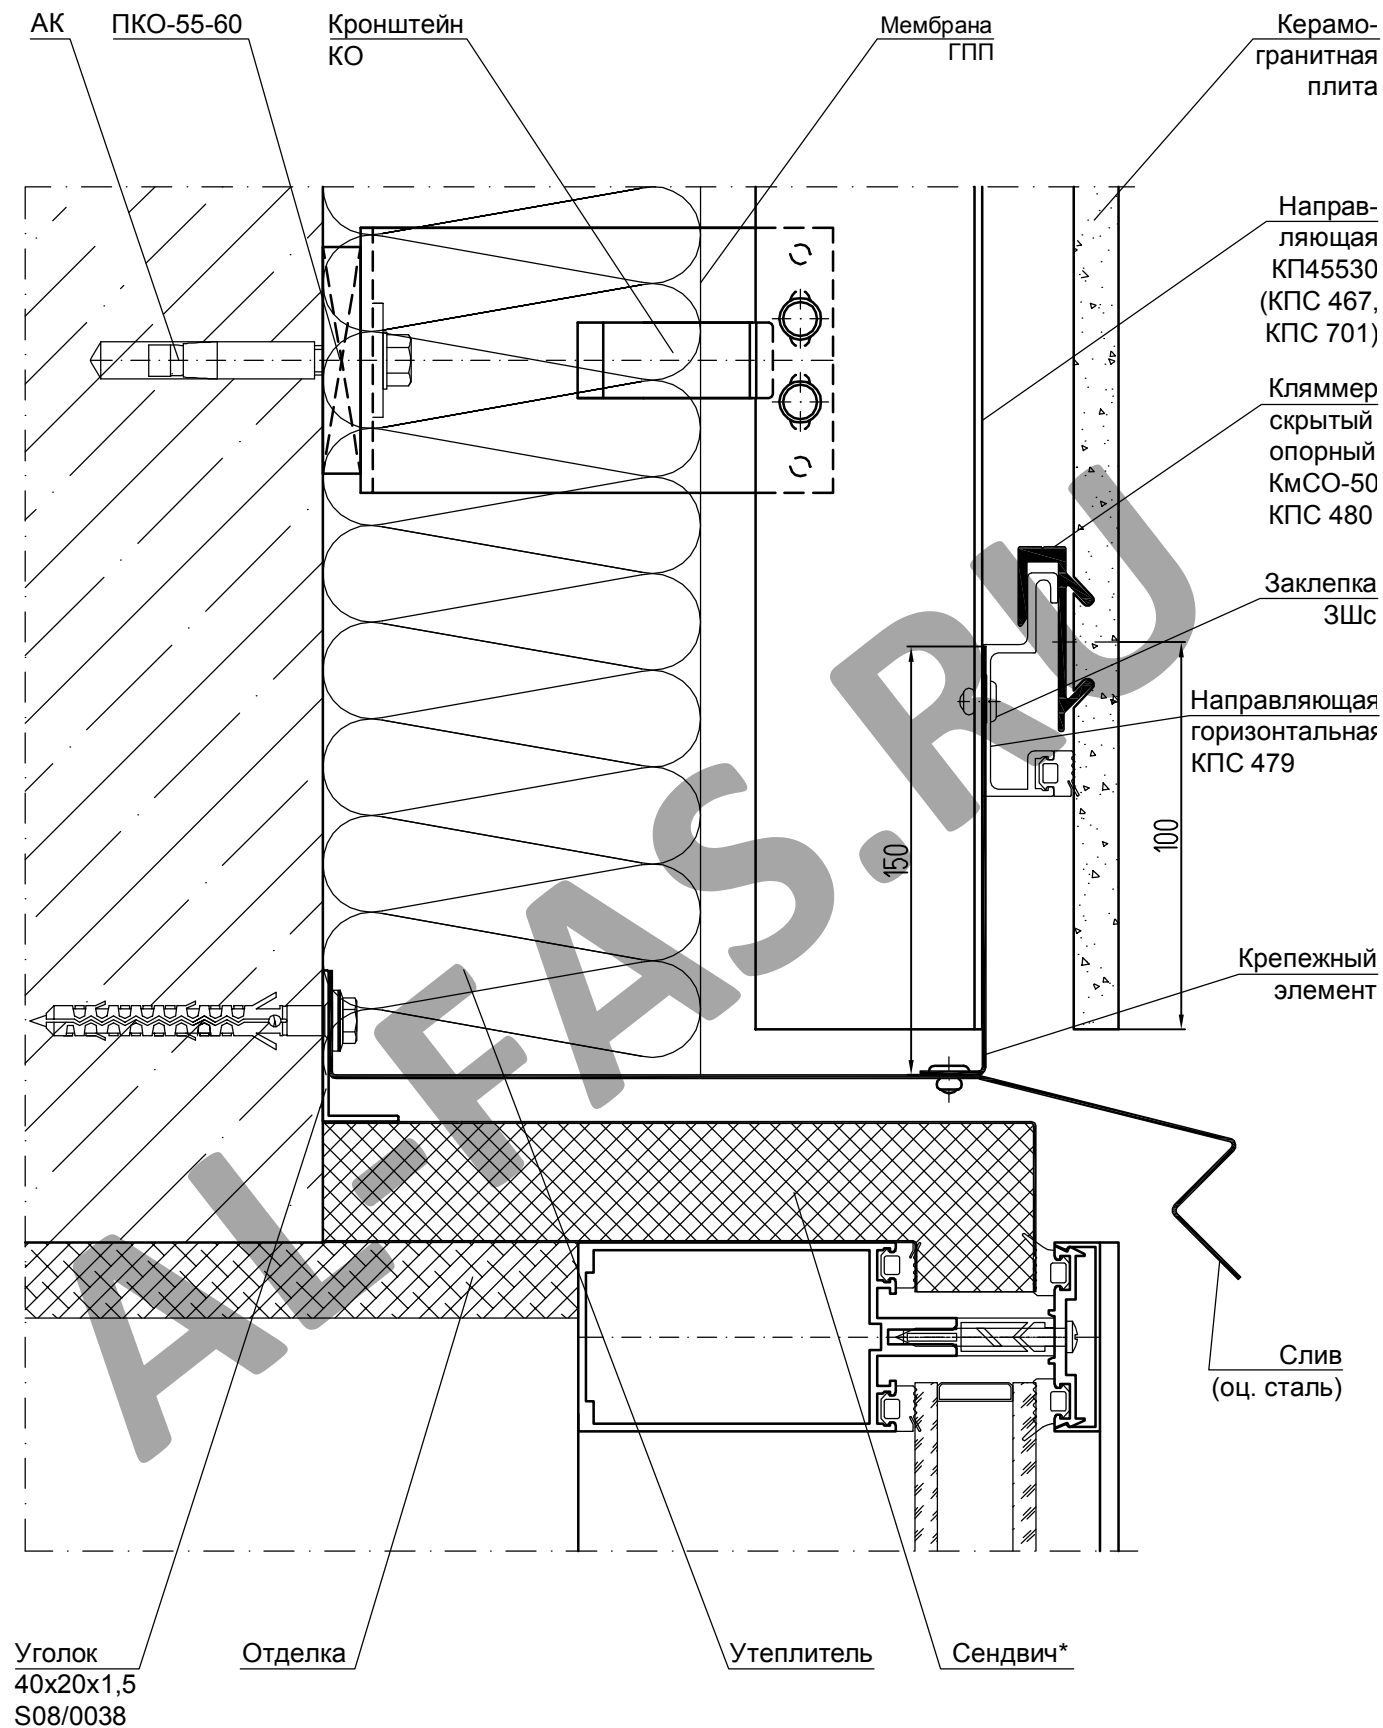 АК
ПКО-55-60
Кронштейн
КО
Мембрана
ГПП
Керамо-
гранитная
плита
Направ-
ляющая
КП45530
(КПС 467,
КПС 701)
Кляммер
скрытый
опорный
КмСО-50
КПС 480
Заклепка
ЗШс
Направляющая
горизонтальная
КПС 479
150
100
Крепежный
элемент
AL-FAS.RU
Слив
(оц. сталь)
Уголок
40x20x1,5
S08/0038
Отделка
Утеплитель
Сендвич*